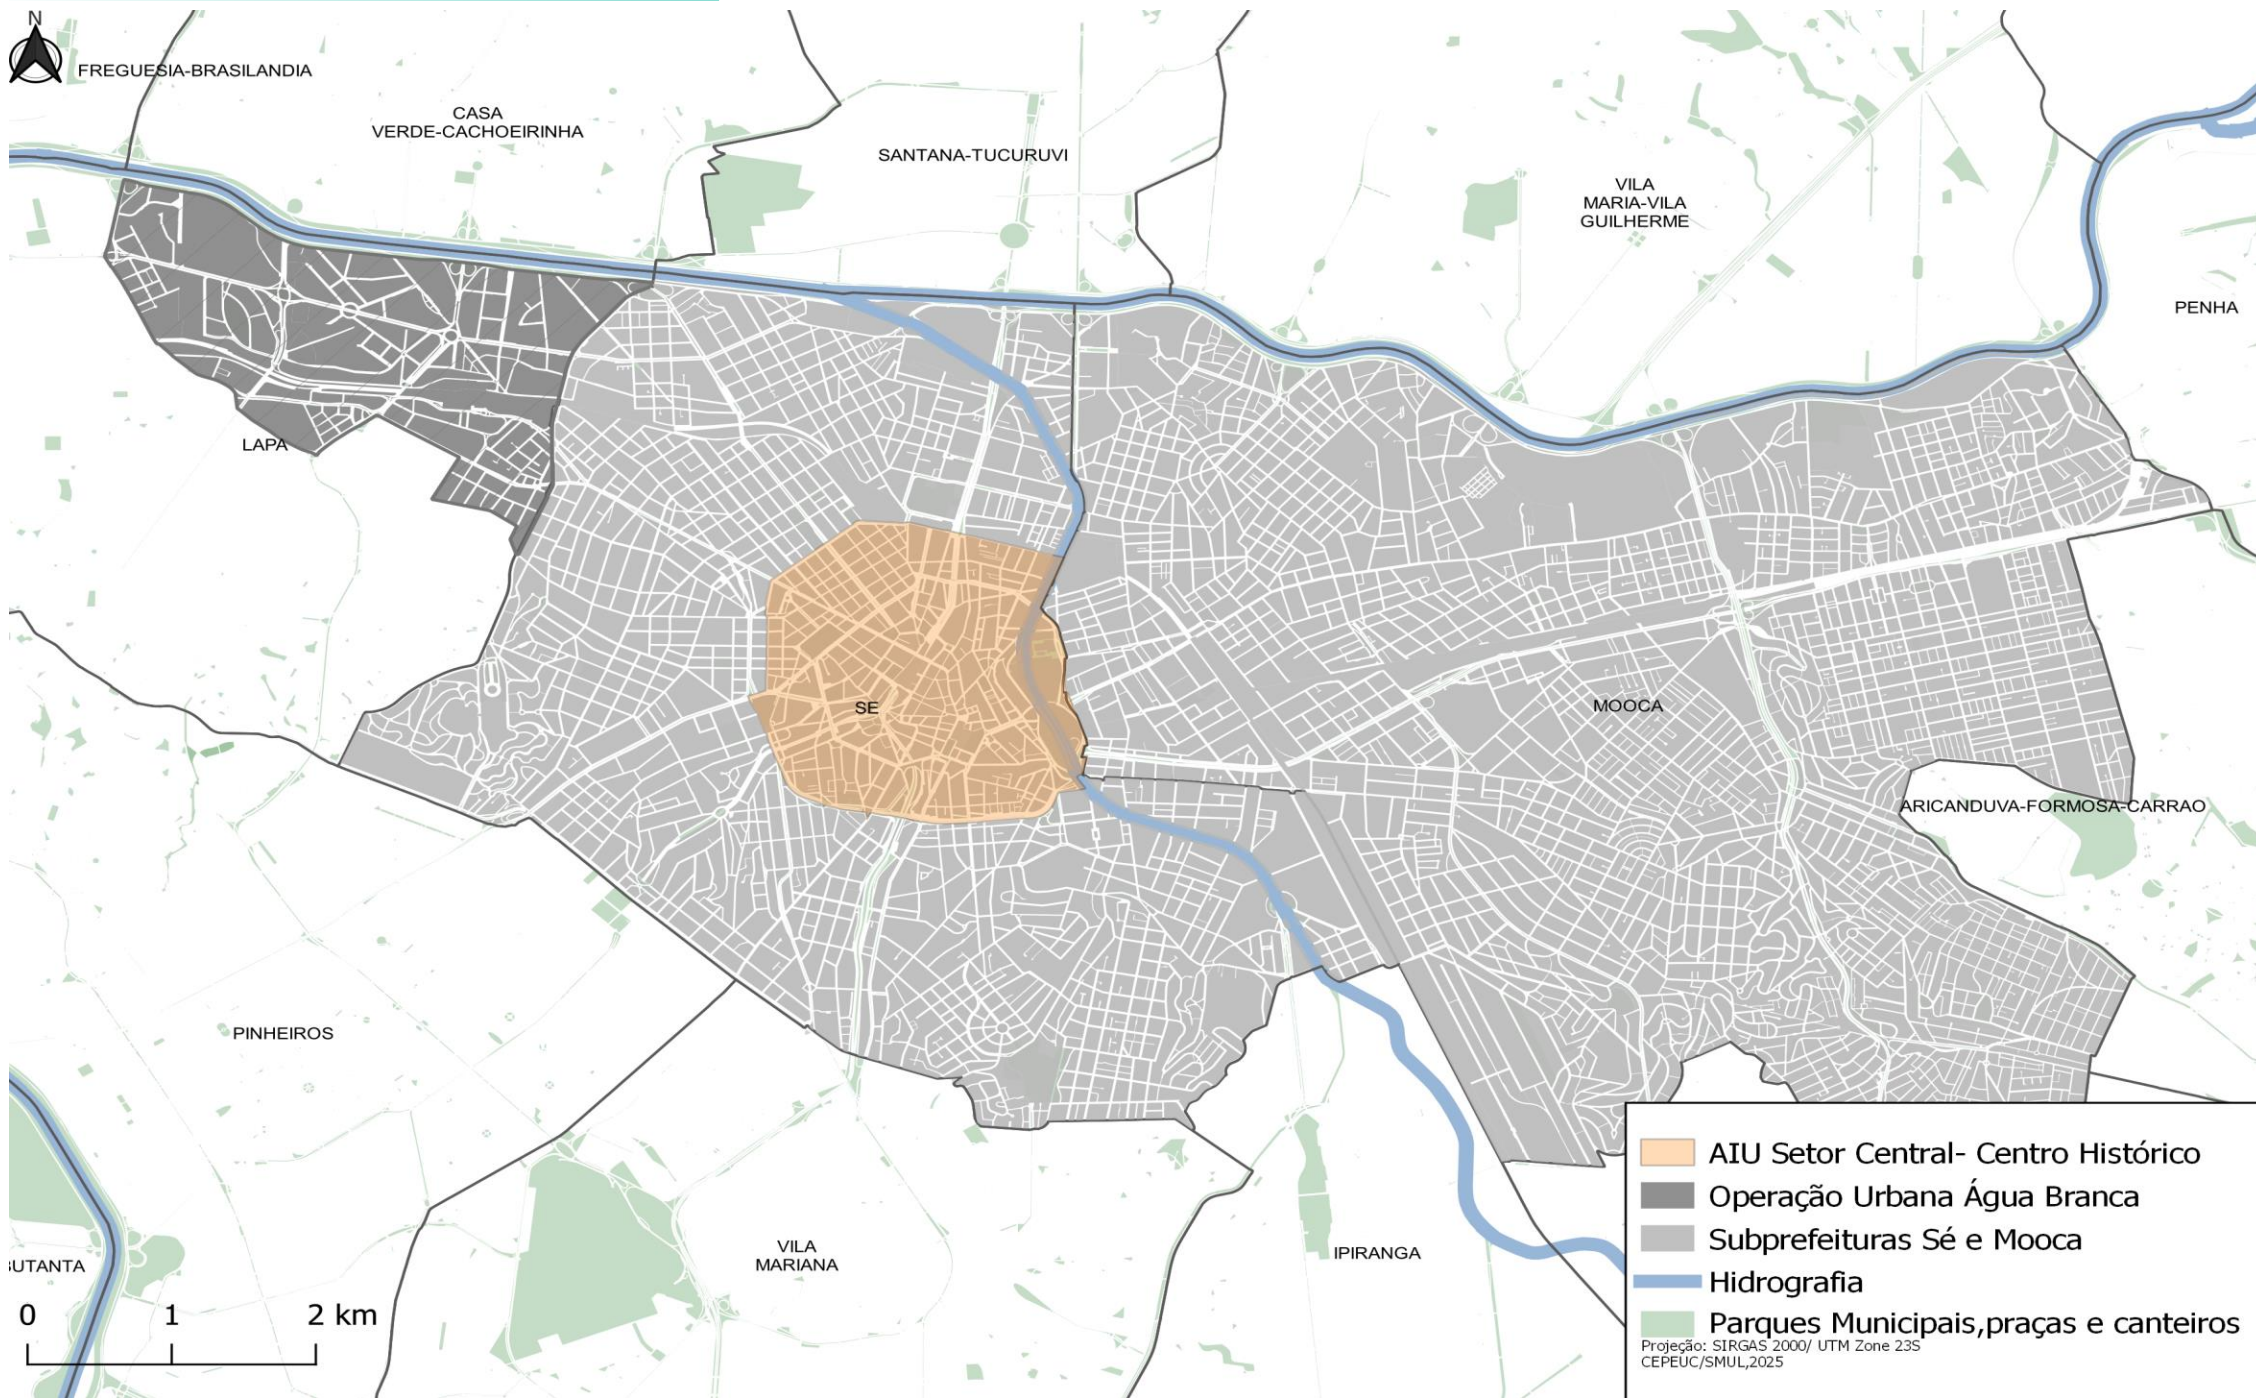 N
FREGUESIA-BRASILANDIA
CASA
VERDE-CACHOEIRINHA
SANTANA-TUCURUVI
VILA
MARIA-VILA
GUILHERME
PENHA
LAPA
SE
MOOCA
ARICANDUVA-FORMOSA-CARRAO
PINHEIROS
VILA
MARIANA
IPIRANGA
BUTANTA
0 1 2 km
AIU Setor Central- Centro Histórico
Operação Urbana Água Branca
Subprefeituras Sé e Mooca
Hidrografia
Parques Municipais,praças e canteiros
Projeção: SIRGAS 2000/ UTM Zone 23S
CEPEUC/SMUL,2025